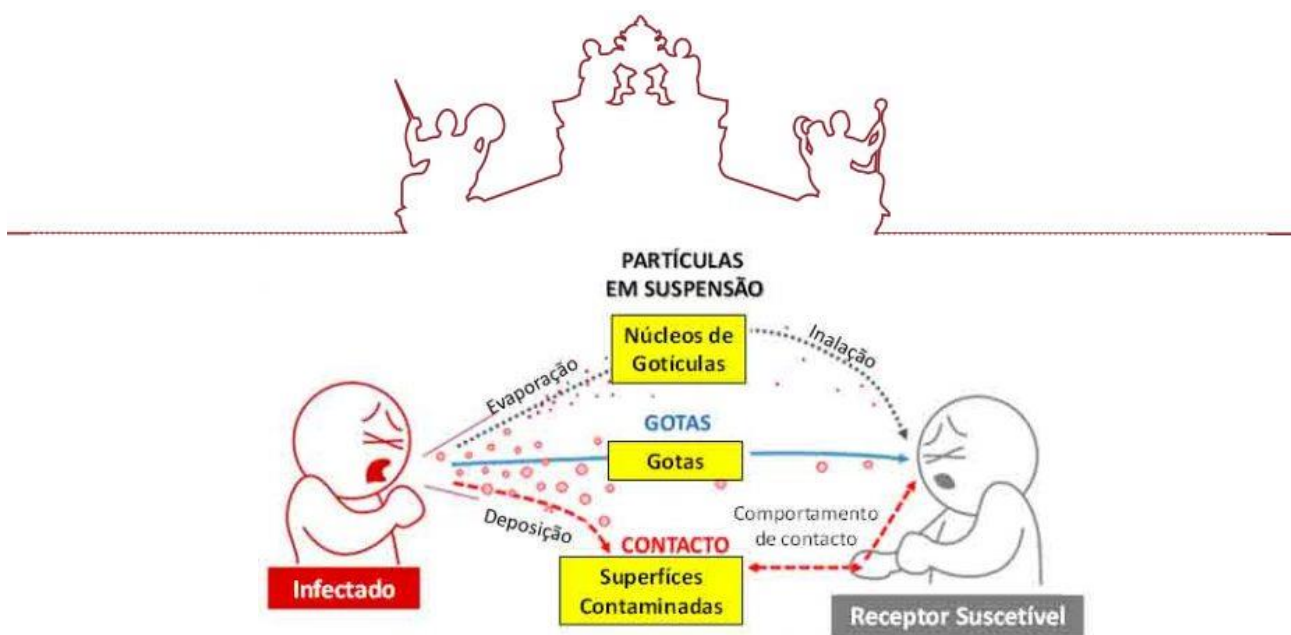 PARTÍCULAS
EM SUSPENSÃO
Núcleos de
Gotículas
Inalação
Evaporação
GOTAS
Gotas
Deposição
Comportamento
de contacto
CONTACTO
Superfíces
Contaminadas
Infectado
Receptor Suscetível